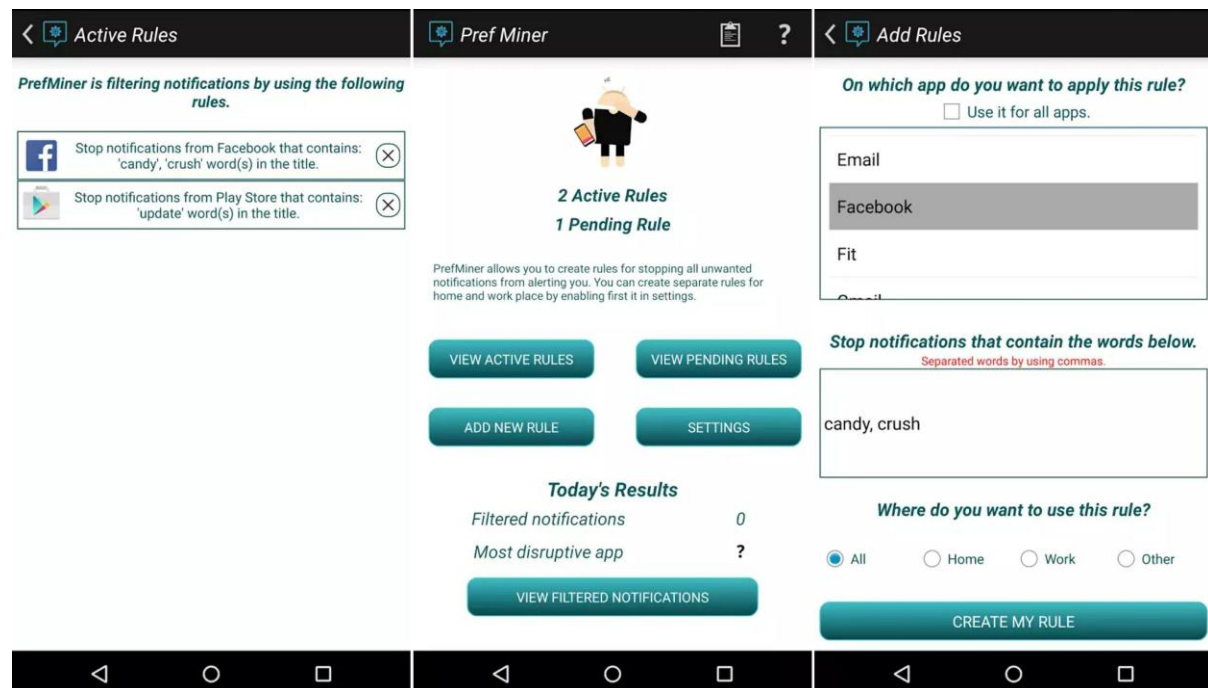 Active Rules
PrefMiner is filtering notifications by using the following
rules.
Stop notifications from Facebook that contains:
'candy', 'crush' word(s) in the title.
Stop notifications from Play Store that contains:
'update' word(s) in the title.
Pref Miner
?
2 Active Rules
1 Pending Rule
PrefMiner allows you to create rules for stopping all unwanted
notifications from alerting you. You can create separate rules for
home and work place by enabling first it in settings.
VIEW ACTIVE RULES
VIEW PENDING RULES
ADD NEW RULE
SETTINGS
Today's Results
Filtered notifications 0
Most disruptive app ?
VIEW FILTERED NOTIFICATIONS
Add Rules
On which app do you want to apply this rule?
Use it for all apps.
Email
Facebook
Fit
Stop notifications that contain the words below.
Separated words by using commas.
candy, crush
Where do you want to use this rule?
All Home Work Other
CREATE MY RULE